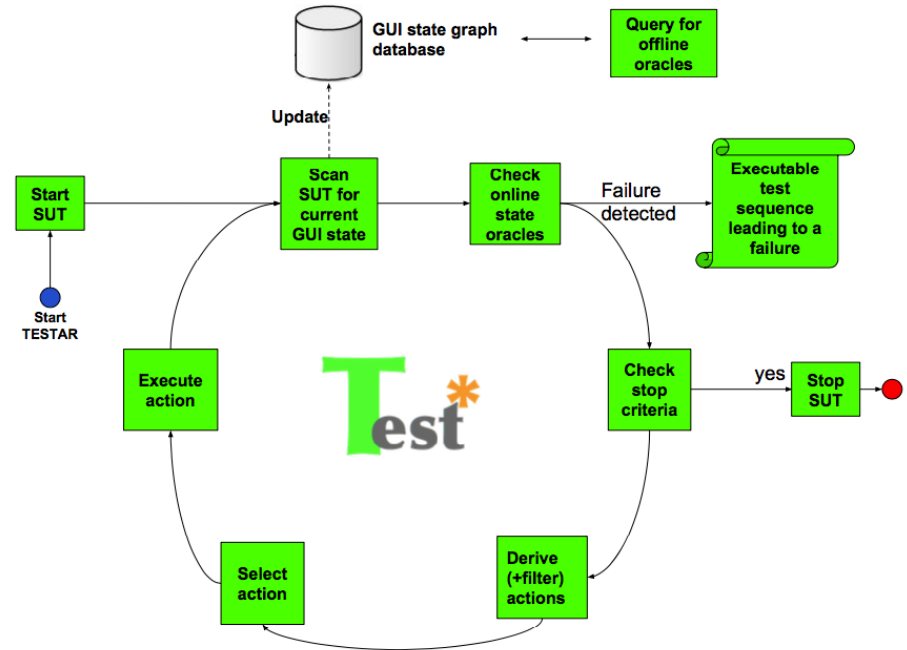 GUI state graph
database
Query for
offline
oracles
Update
Start
SUT
Scan
SUT for
current
GUI state
Check
online
state
oracles
Failure
detected
Executable
test
sequence
leading to a
failure
Start
TESTAR
Execute
action
Test*
Check
stop
criteria
yes
Stop
SUT
Select
action
Derive
(+filter)
actions